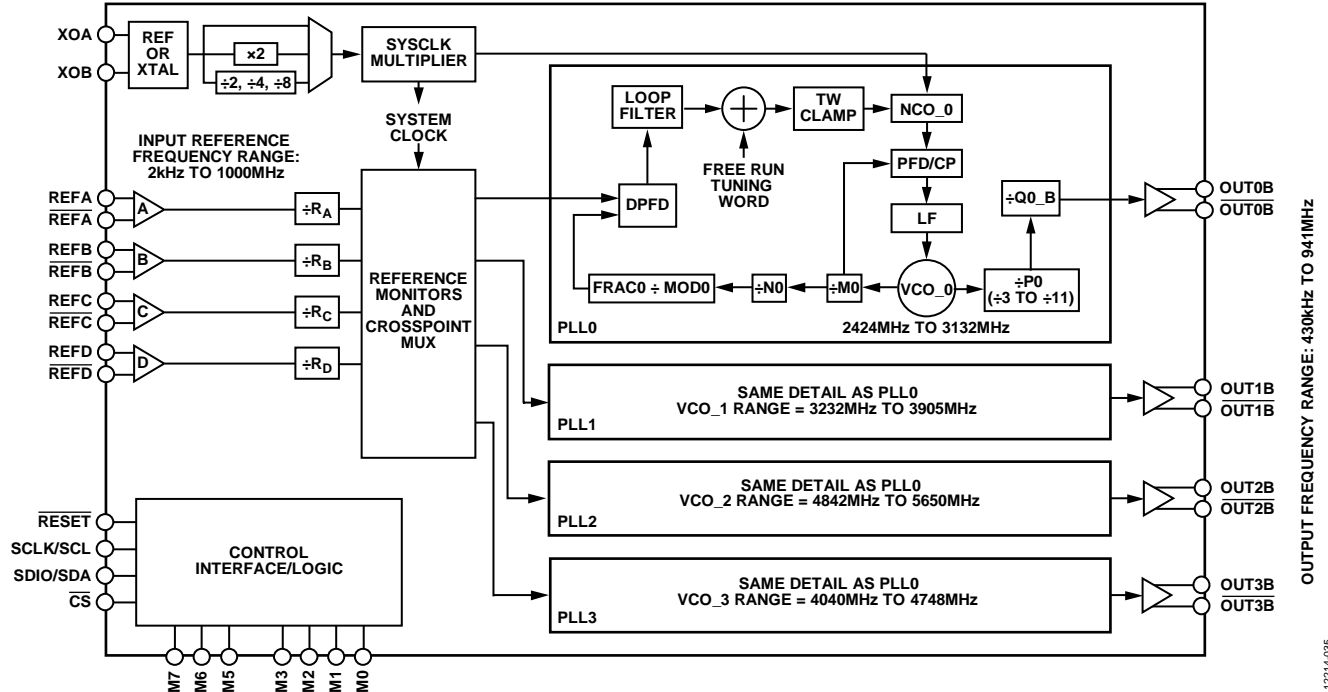 XOA
XOB
REF
OR
XTAL
×2
÷2, ÷4, ÷8
SYSCLK
MULTIPLIER
SYSTEM
CLOCK
INPUT REFERENCE
FREQUENCY RANGE:
2kHz TO 1000MHz
REFA
REFA
A
÷RA
REFB
REFB
B
÷RB
REFC
REFC
C
÷RC
REFD
REFD
D
÷RD
REFERENCE
MONITORS
AND
CROSSPOINT
MUX
LOOP
FILTER
TW
CLAMP
NCO_0
FREE RUN
TUNING
WORD
PFD/CP
DPFD
LF
÷Q0_B
FRAC0 ÷ MOD0
÷N0
÷M0
VCO_0
÷P0
(÷3 TO ÷11)
2424MHz TO 3132MHz
PLL0
OUT0B
OUT0B
SAME DETAIL AS PLL0
VCO_1 RANGE = 3232MHz TO 3905MHz
PLL1
OUT1B
OUT1B
SAME DETAIL AS PLL0
VCO_2 RANGE = 4842MHz TO 5650MHz
PLL2
OUT2B
OUT2B
SAME DETAIL AS PLL0
VCO_3 RANGE = 4040MHz TO 4748MHz
PLL3
OUT3B
OUT3B
OUTPUT FREQUENCY RANGE: 430kHz TO 941MHz
RESET
SCLK/SCL
SDIO/SDA
CS
CONTROL
INTERFACE/LOGIC
M7
M6
M5
M3
M2
M1
M0
12214-035